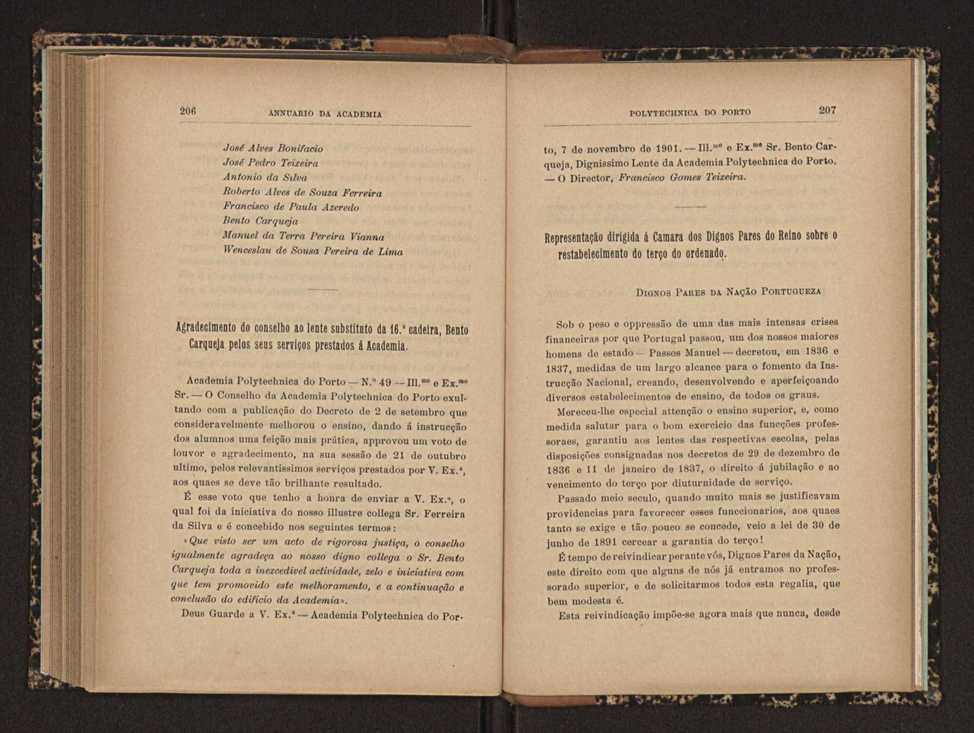 206
ANNUARIO DA ACADEMIA
José Alves Bonifacio
José Pedro Teixeira
Antonio da Silva
Roberto Alves de Souza Ferreira
Francisco de Paula Azeredo
Bento Carqueja
Manuel da Terra Pereira Vianna
Wenceslau de Sousa Pereira de Lima
Agradecimento do conselho ao lente substituto da 16.ª cadeira, Bento
Carqueja pelos seus serviços prestados á Academia.
Academia Polytechnica do Porto — N.º 49 — Ill.mo e Ex.mo
Sr. — O Conselho da Academia Polytechnica do Porto exul-
tando com a publicação do Decreto de 2 de setembro que
consideravelmente melhorou o ensino, dando á instrucção
dos alumnos uma feição mais prática, approvou um voto de
louvor e agradecimento, na sua sessão de 21 de outubro
ultimo, pelos relevantissimos serviços prestados por V. Ex.ª,
aos quaes se deve tão brilhante resultado.
É esse voto que tenho a honra de enviar a V. Ex.ª, o
qual foi da iniciativa do nosso illustre collega Sr. Ferreira
da Silva e é concebido nos seguintes termos:
«Que visto ser um acto de rigorosa justiça, o conselho
igualmente agradeça ao nosso digno collega o Sr. Bento
Carqueja toda a inexcedivel actividade, zelo e iniciativa com
que tem promovido este melhoramento, e a continuação e
conclusão do edificio da Academia».
Deus Guarde a V. Ex.ª — Academia Polytechnica do Por-
POLYTECHNICA DO PORTO
207
to, 7 de novembro de 1901. — Ill.mo e Ex.mo Sr. Bento Car-
queja, Dignissimo Lente da Academia Polytechnica do Porto.
— O Director, Francisco Gomes Teixeira.
Representação dirigida á Camara dos Dignos Pares do Reino sobre o
restabelecimento do terço do ordenado.
DIGNOS PARES DA NAÇÃO PORTUGUEZA
Sob o peso e oppressão de uma das mais intensas crises
financeiras por que Portugal passou, um dos nossos maiores
homens de estado — Passos Manuel — decretou, em 1836 e
1837, medidas de um largo alcance para o fomento da Ins-
trucção Nacional, creando, desenvolvendo e aperfeiçoando
diversos estabelecimentos de ensino, de todos os graus.
Mereceu-lhe especial attenção o ensino superior, e, como
medida salutar para o bom exercicio das funcções profes-
soraes, garantiu aos lentes das respectivas escolas, pelas
disposições consignadas nos decretos de 29 de dezembro de
1836 e 11 de janeiro de 1837, o direito á jubilação e ao
vencimento do terço por diuturnidade de serviço.
Passado meio seculo, quando muito mais se justificavam
providencias para favorecer esses funccionarios, aos quaes
tanto se exige e tão pouco se concede, veio a lei de 30 de
junho de 1891 cercear a garantia do terço!
É tempo de reivindicar perante vós, Dignos Pares da Nação,
este direito com que alguns de nós já entramos no profes-
sorado superior, e de solicitarmos todos esta regalia, que
bem modesta é.
Esta reivindicação impõe-se agora mais que nunca, desde